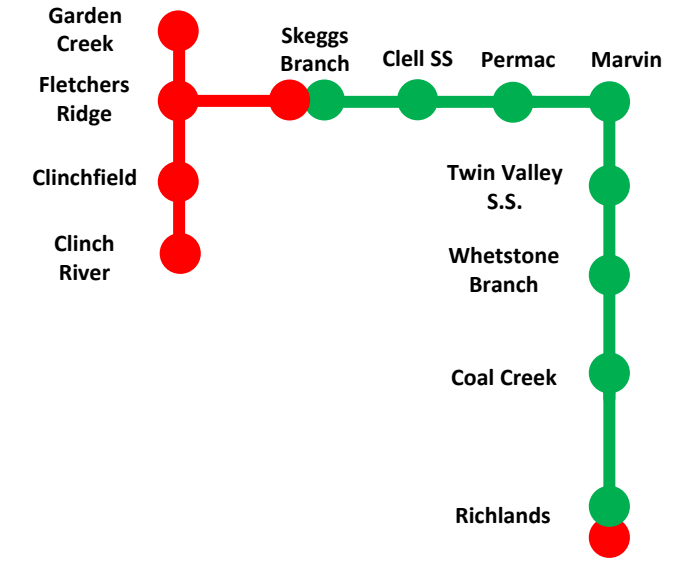 Garden
Creek
Skeggs
Branch
Clell SS
Permac
Marvin
Fletchers
Ridge
Clinchfield
Twin Valley
S.S.
Clinch
River
Whetstone
Branch
Coal Creek
Richlands